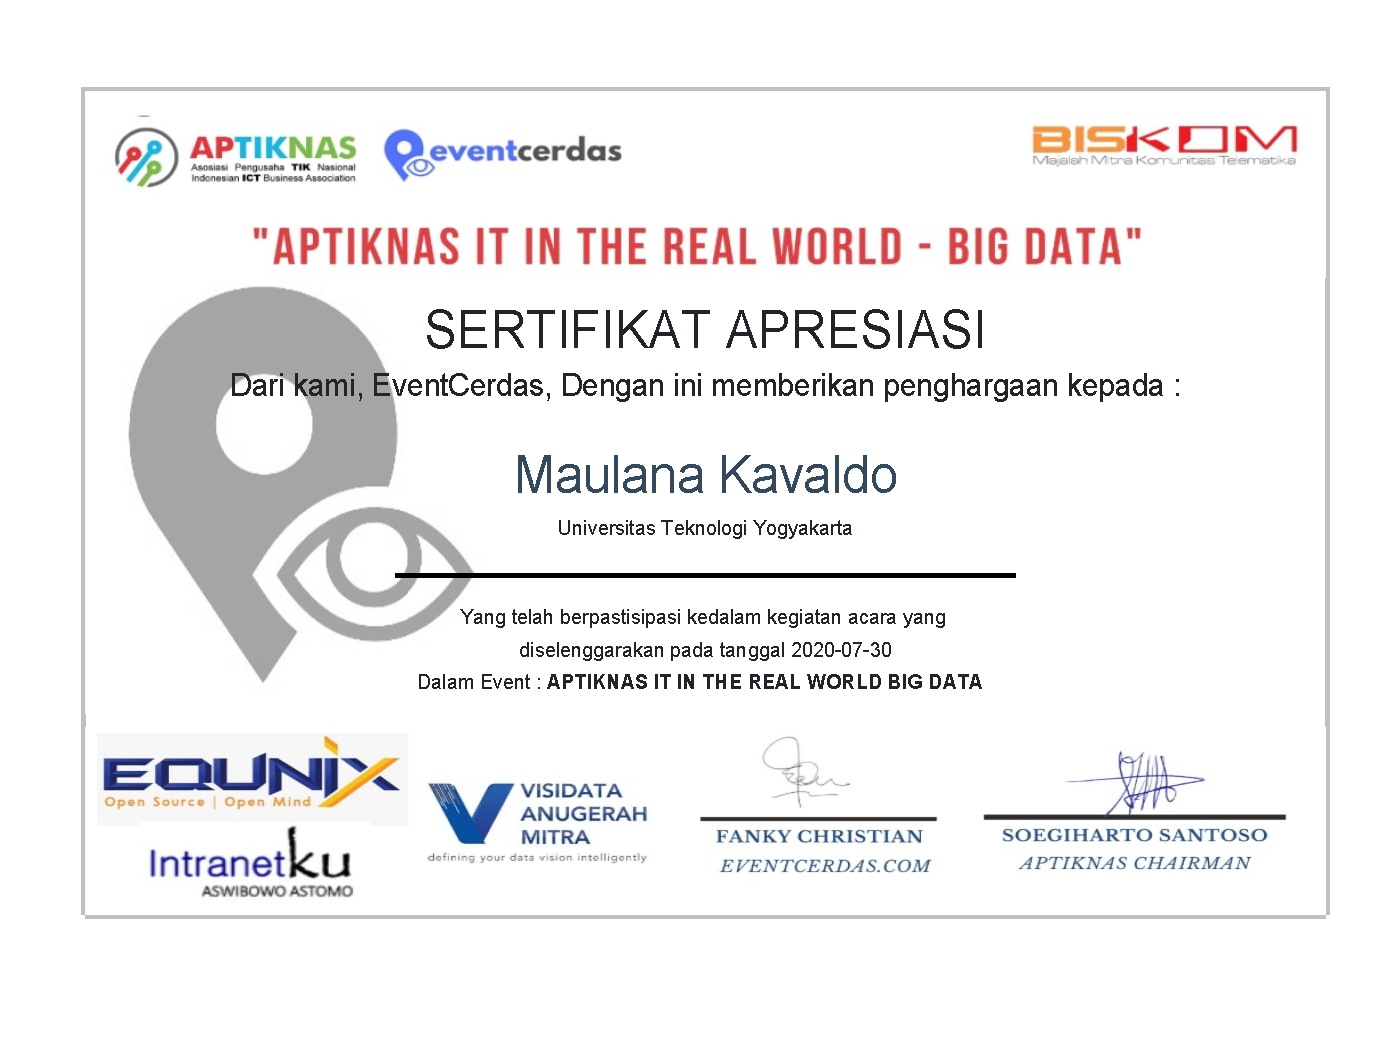 APTIKNAS
Asosiasi Pengusaha TIK Nasional
Indonesian ICT Business Association
eventcerdas
BISKOM
Majalah Mitra Komunitas Telematika
"APTIKNAS IT IN THE REAL WORLD - BIG DATA"
SERTIFIKAT APRESIASI
Dari kami, EventCerdas, Dengan ini memberikan penghargaan kepada :
Maulana Kavaldo
Universitas Teknologi Yogyakarta
Yang telah berpastisipasi kedalam kegiatan acara yang
diselenggarakan pada tanggal 2020-07-30
Dalam Event : APTIKNAS IT IN THE REAL WORLD BIG DATA
EQUNIX
Open Source | Open Mind
Intranetku
ASWIBOWO ASTOMO
VISIDATA
ANUGERAH
MITRA
defining your data vision intelligently
FANKY CHRISTIAN
EVENTCERDAS.COM
SOEGIHARTO SANTOSO
APTIKNAS CHAIRMAN